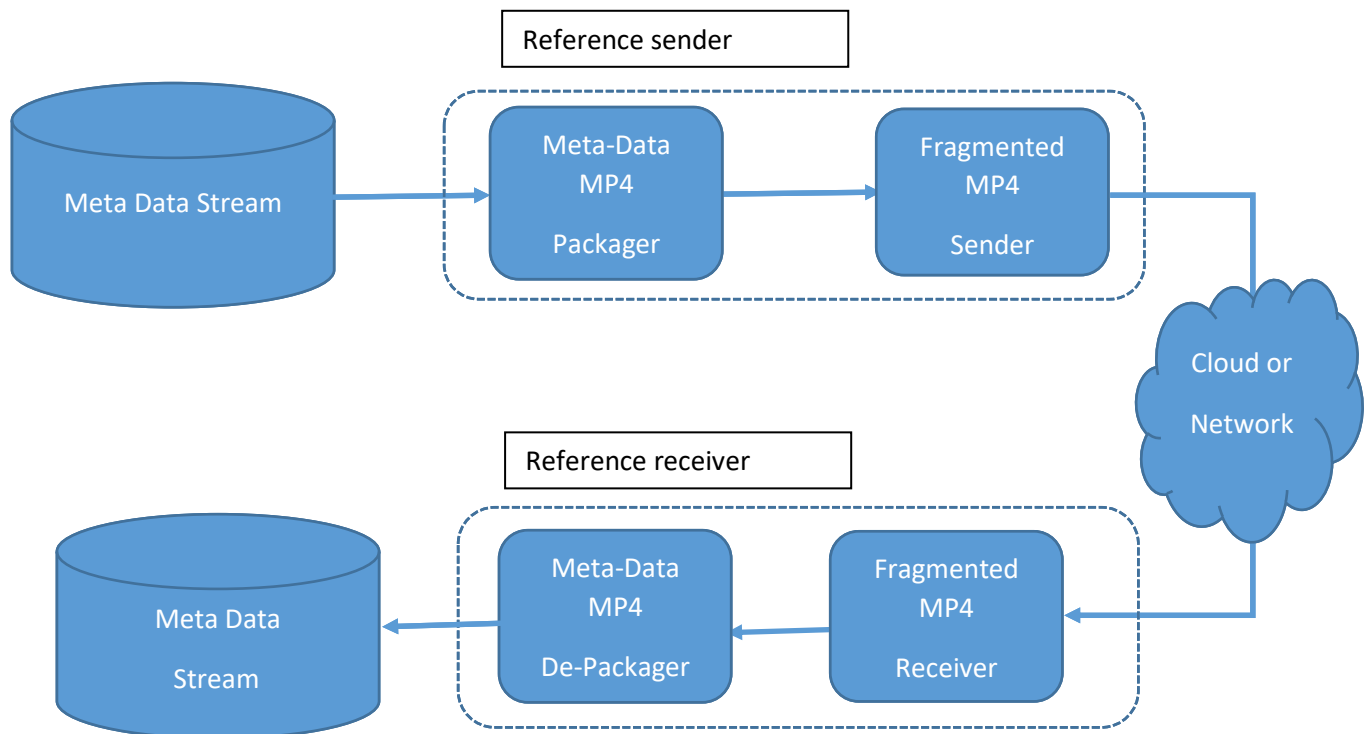 Reference sender
Meta Data Stream
Meta-Data
MP4
Packager
Fragmented
MP4
Sender
Cloud or
Network
Reference receiver
Meta Data
Stream
Meta-Data
MP4
De-Packager
Fragmented
MP4
Receiver